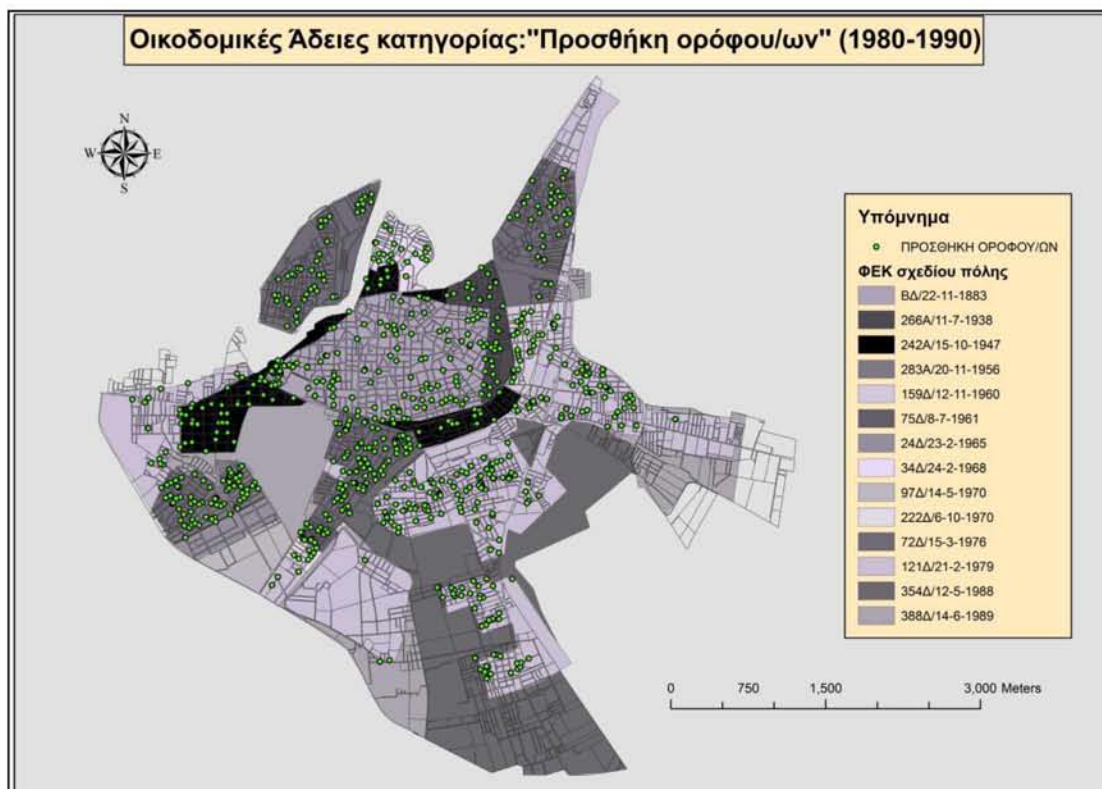 Οικοδομικές Άδειες κατηγορίας:"Προσθήκη ορόφου/ων" (1980-1990)
N
W E
S
Υπόμνημα
ΠΡΟΣΘΗΚΗ ΟΡΟΦΟΥ/ΩΝ
ΦΕΚ σχεδίου πόλης
ΒΔ/22-11-1883
266Α/11-7-1938
242Α/15-10-1947
283Α/20-11-1956
159Δ/12-11-1960
75Δ/8-7-1961
24Δ/23-2-1965
34Δ/24-2-1968
97Δ/14-5-1970
222Δ/6-10-1970
72Δ/15-3-1976
121Δ/21-2-1979
354Δ/12-5-1988
388Δ/14-6-1989
0 750 1,500 3,000 Meters